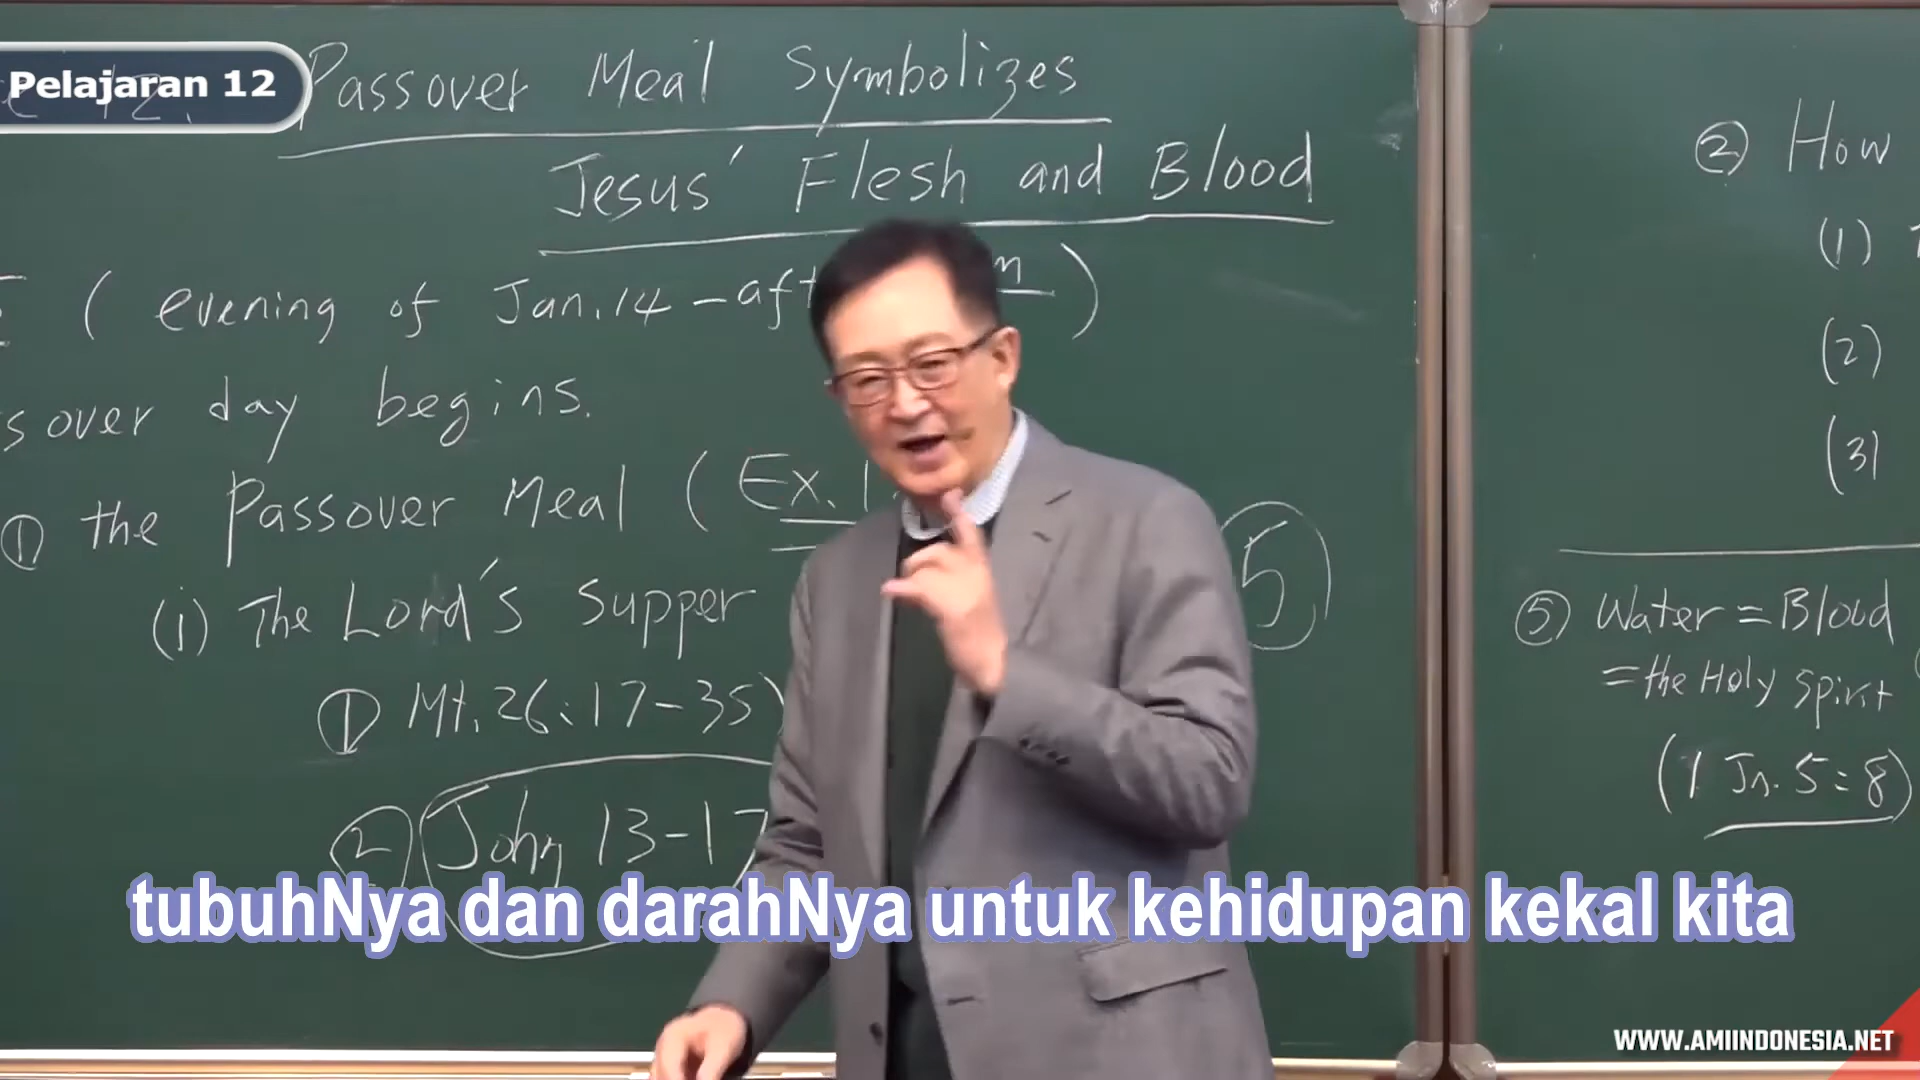 Pelajaran 12
Passover Meal Symbolizes
Jesus' Flesh and Blood
( evening of Jan. 14 - aft m )
sover day begins.
① the Passover Meal ( Ex. 1
(i) The Lord's Supper
① Mt. 26:17-35)
② John 13-17
5
② How
(1)
(2)
(3)
⑤ Water = Blood
= the Holy Spirit
(1 Jn. 5:8)
tubuhNya dan darahNya untuk kehidupan kekal kita
WWW.AMIINDONESIA.NET